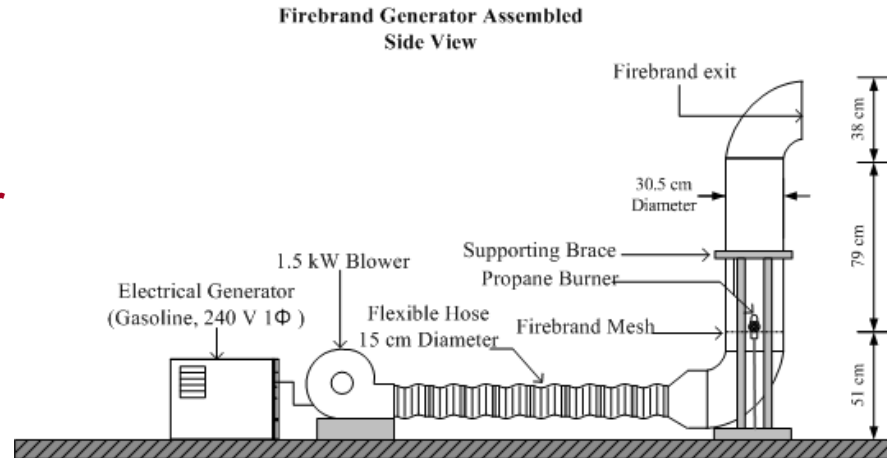 Firebrand Generator Assembled
Side View
Firebrand exit
38 cm
30.5 cm
Diameter
79 cm
Supporting Brace
1.5 kW Blower
Propane Burner
Electrical Generator
(Gasoline, 240 V 1Φ )
Flexible Hose
15 cm Diameter
Firebrand Mesh
51 cm